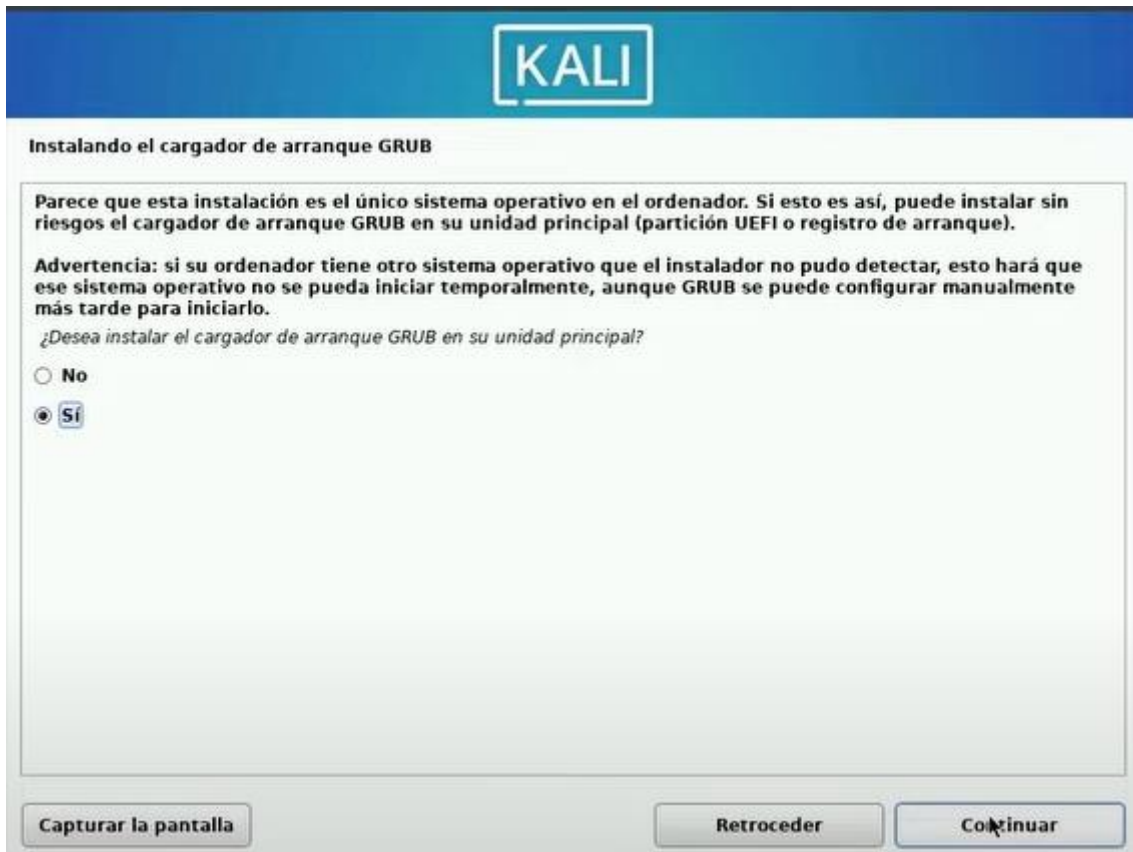 KALI
Instalando el cargador de arranque GRUB
Parece que esta instalación es el único sistema operativo en el ordenador. Si esto es así, puede instalar sin
riesgos el cargador de arranque GRUB en su unidad principal (partición UEFI o registro de arranque).
Advertencia: si su ordenador tiene otro sistema operativo que el instalador no pudo detectar, esto hará que
ese sistema operativo no se pueda iniciar temporalmente, aunque GRUB se puede configurar manualmente
más tarde para iniciarlo.
¿Desea instalar el cargador de arranque GRUB en su unidad principal?
No
Sí
Capturar la pantalla
Retroceder
Continuar